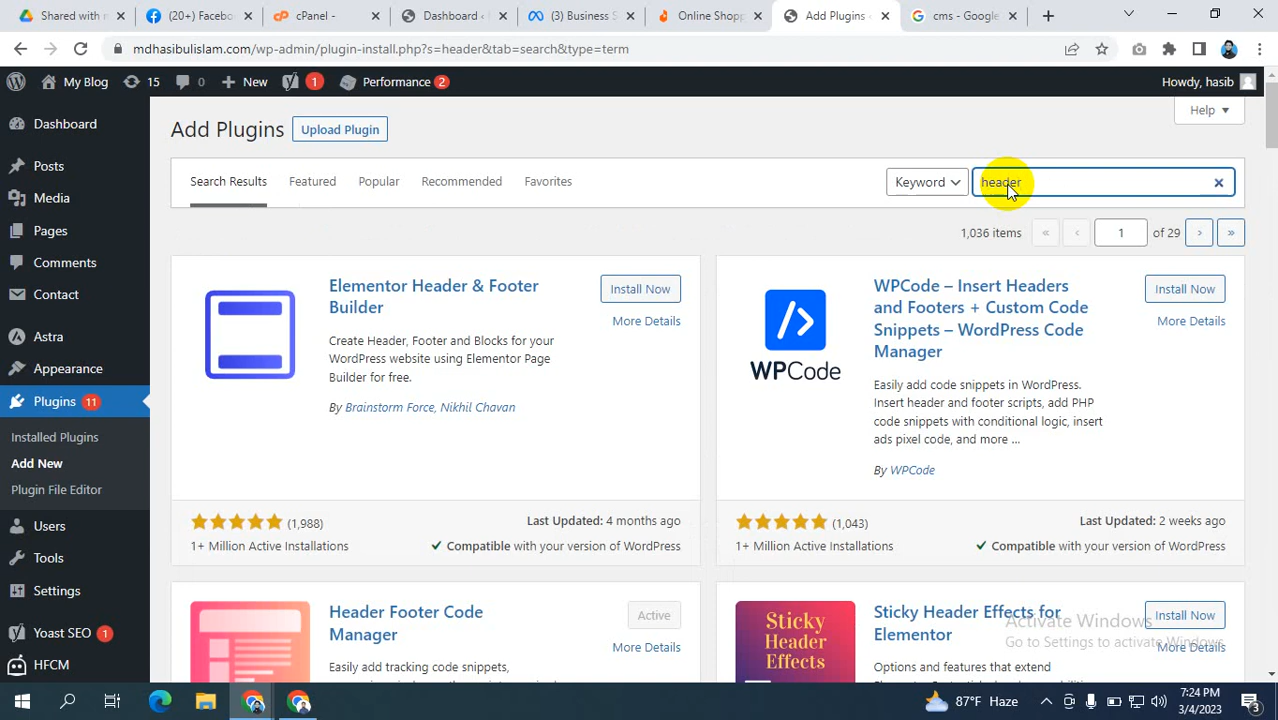 Shared with m
(20+) Facebo
cPanel -
Dashboard ‹
(3) Business S
Online Shopp
Add Plugins ‹
cms - Google
mdhasibulislam.com/wp-admin/plugin-install.php?s=header&tab=search&type=term
My Blog 15 0 + New 1 Performance 2 Howdy, hasib
Dashboard
Posts
Media
Pages
Comments
Contact
Astra
Appearance
Plugins 11
Installed Plugins
Add New
Plugin File Editor
Users
Tools
Settings
Yoast SEO 1
HFCM
Help
Add Plugins Upload Plugin
Search Results Featured Popular Recommended Favorites Keyword header
1,036 items « ‹ 1 of 29 › »
Elementor Header & Footer
Builder
Install Now
More Details
Create Header, Footer and Blocks for your
WordPress website using Elementor Page
Builder for free.
By Brainstorm Force, Nikhil Chavan
(1,988) Last Updated: 4 months ago
1+ Million Active Installations ✔ Compatible with your version of WordPress
WPCode
WPCode – Insert Headers
and Footers + Custom Code
Snippets – WordPress Code
Manager
Install Now
More Details
Easily add code snippets in WordPress.
Insert header and footer scripts, add PHP
code snippets with conditional logic, insert
ads pixel code, and more ...
By WPCode
(1,043) Last Updated: 2 weeks ago
1+ Million Active Installations ✔ Compatible with your version of WordPress
Header Footer Code
Manager
Active
More Details
Easily add tracking code snippets,
Sticky
Header
Effects
Sticky Header Effects for
Elementor
Install Now
More Details
Options and features that extend
Activate Windows
Go to Settings to activate Windows.
87°F Haze
7:24 PM
3/4/2023
3